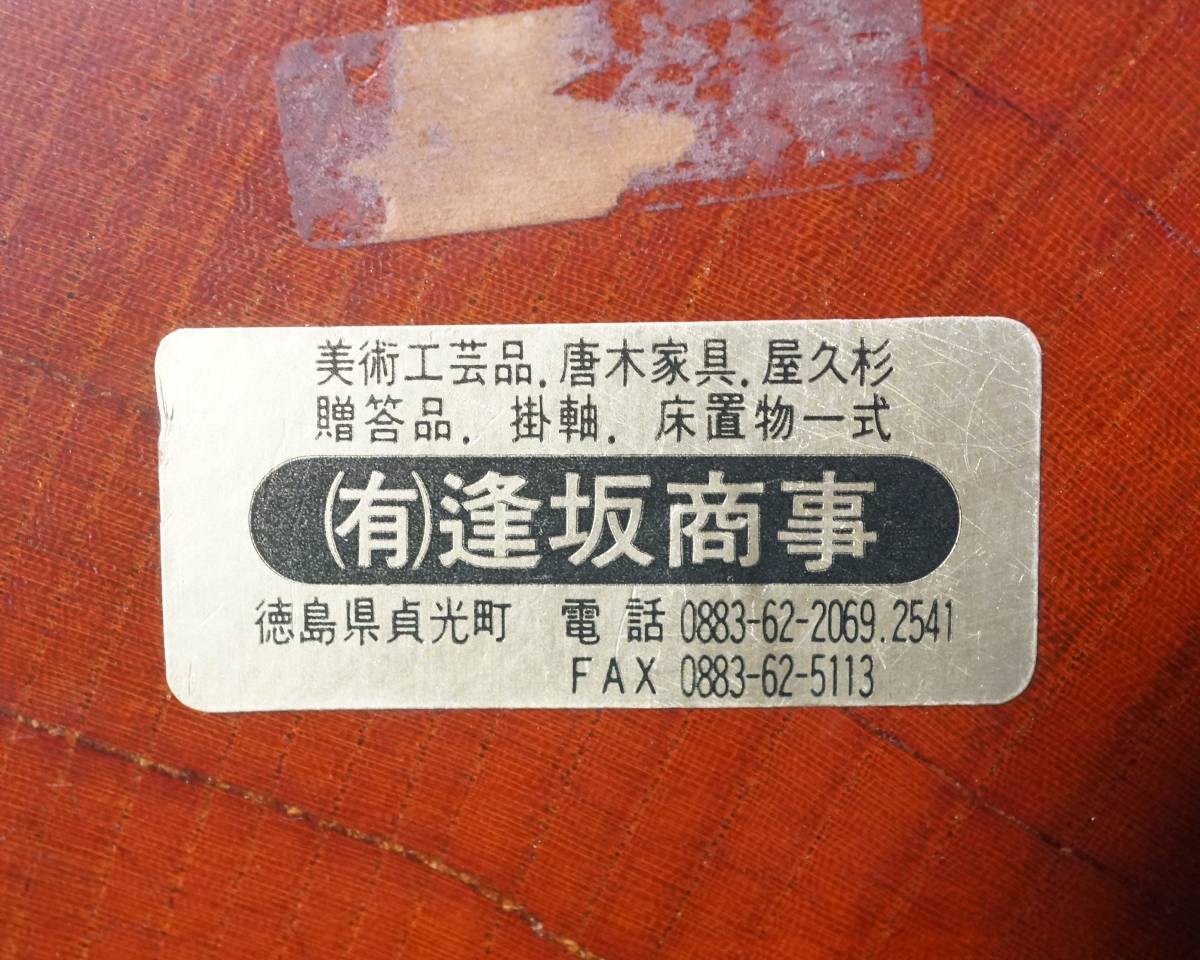 美術工芸品.唐木家具.屋久杉
贈答品.掛軸.床置物一式
(有)逢坂商事
徳島県貞光町 電話 0883-62-2069.2541
FAX 0883-62-5113